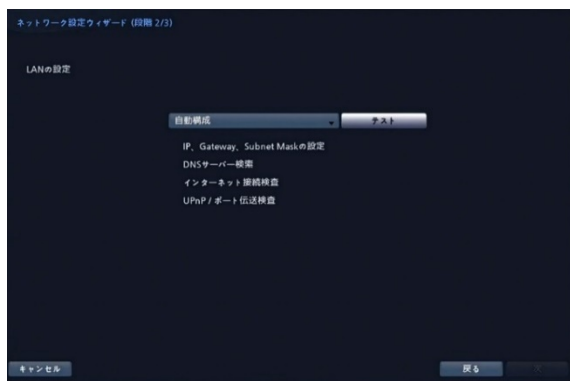 ネットワーク設定ウィザード (段階 2/3)
LANの設定
自動構成 テスト
IP、Gateway、Subnet Maskの設定
DNSサーバー検索
インターネット接続検査
UPnP / ポート伝送検査
キャンセル 戻る